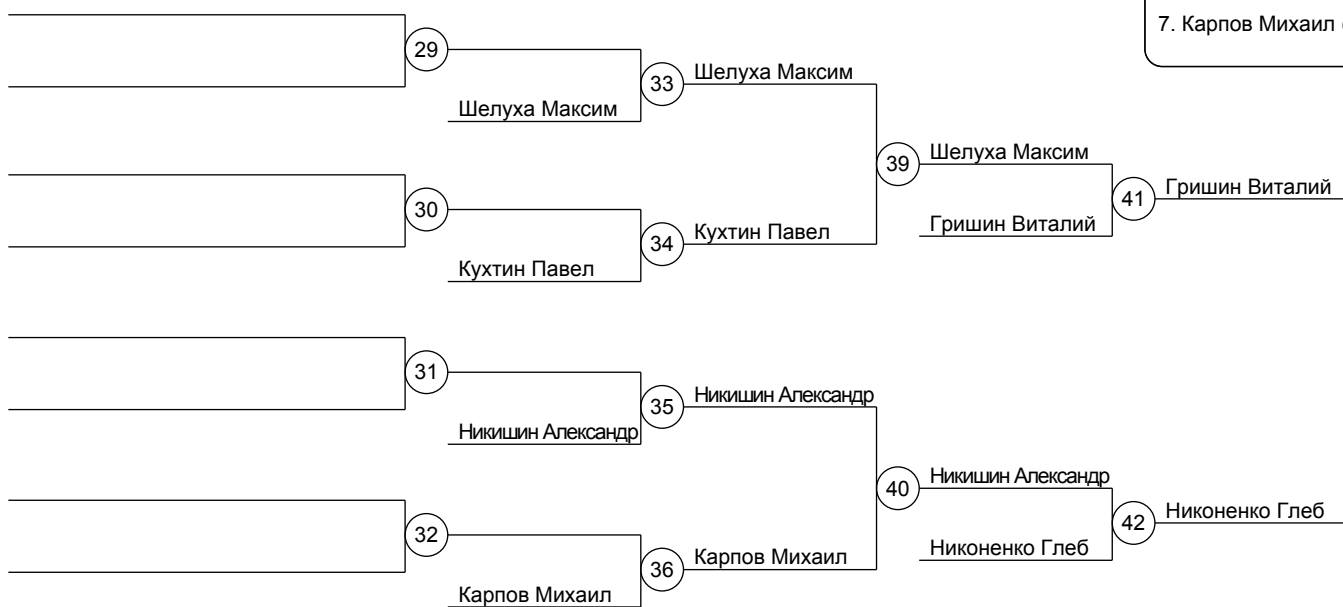 7. Карпов Михаил
29
33
Шелуха Максим
Шелуха Максим
39
Шелуха Максим
41
Гришин Виталий
Гришин Виталий
30
34
Кухтин Павел
Кухтин Павел
31
35
Никишин Александр
Никишин Александр
40
Никишин Александр
42
Никоненко Глеб
Никоненко Глеб
32
36
Карпов Михаил
Карпов Михаил